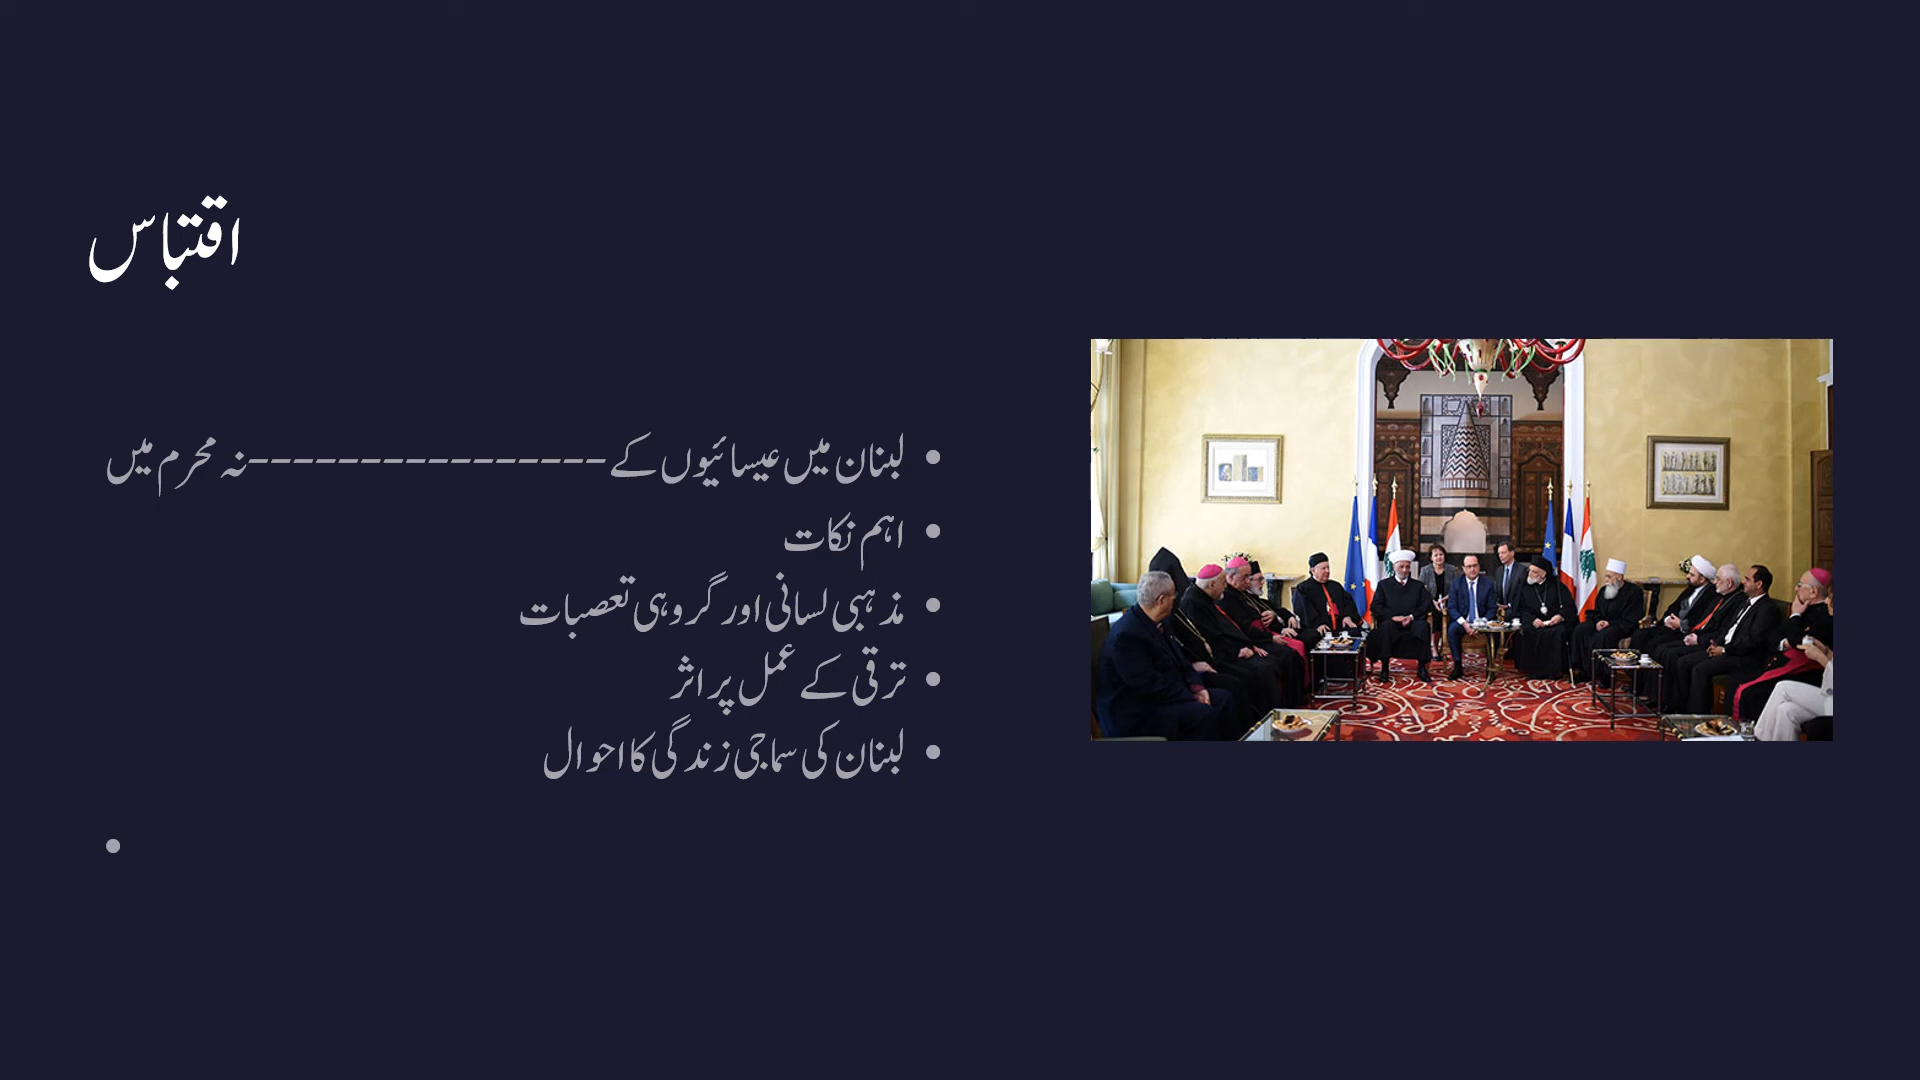 اقتباس
• لبنان میں عیسائیوں کے----------------نہ محرم میں
• اہم نکات
• مذہبی لسانی اور گروہی تعصبات
• ترقی کے عمل پر اثر
• لبنان کی سماجی زندگی کا احوال
•